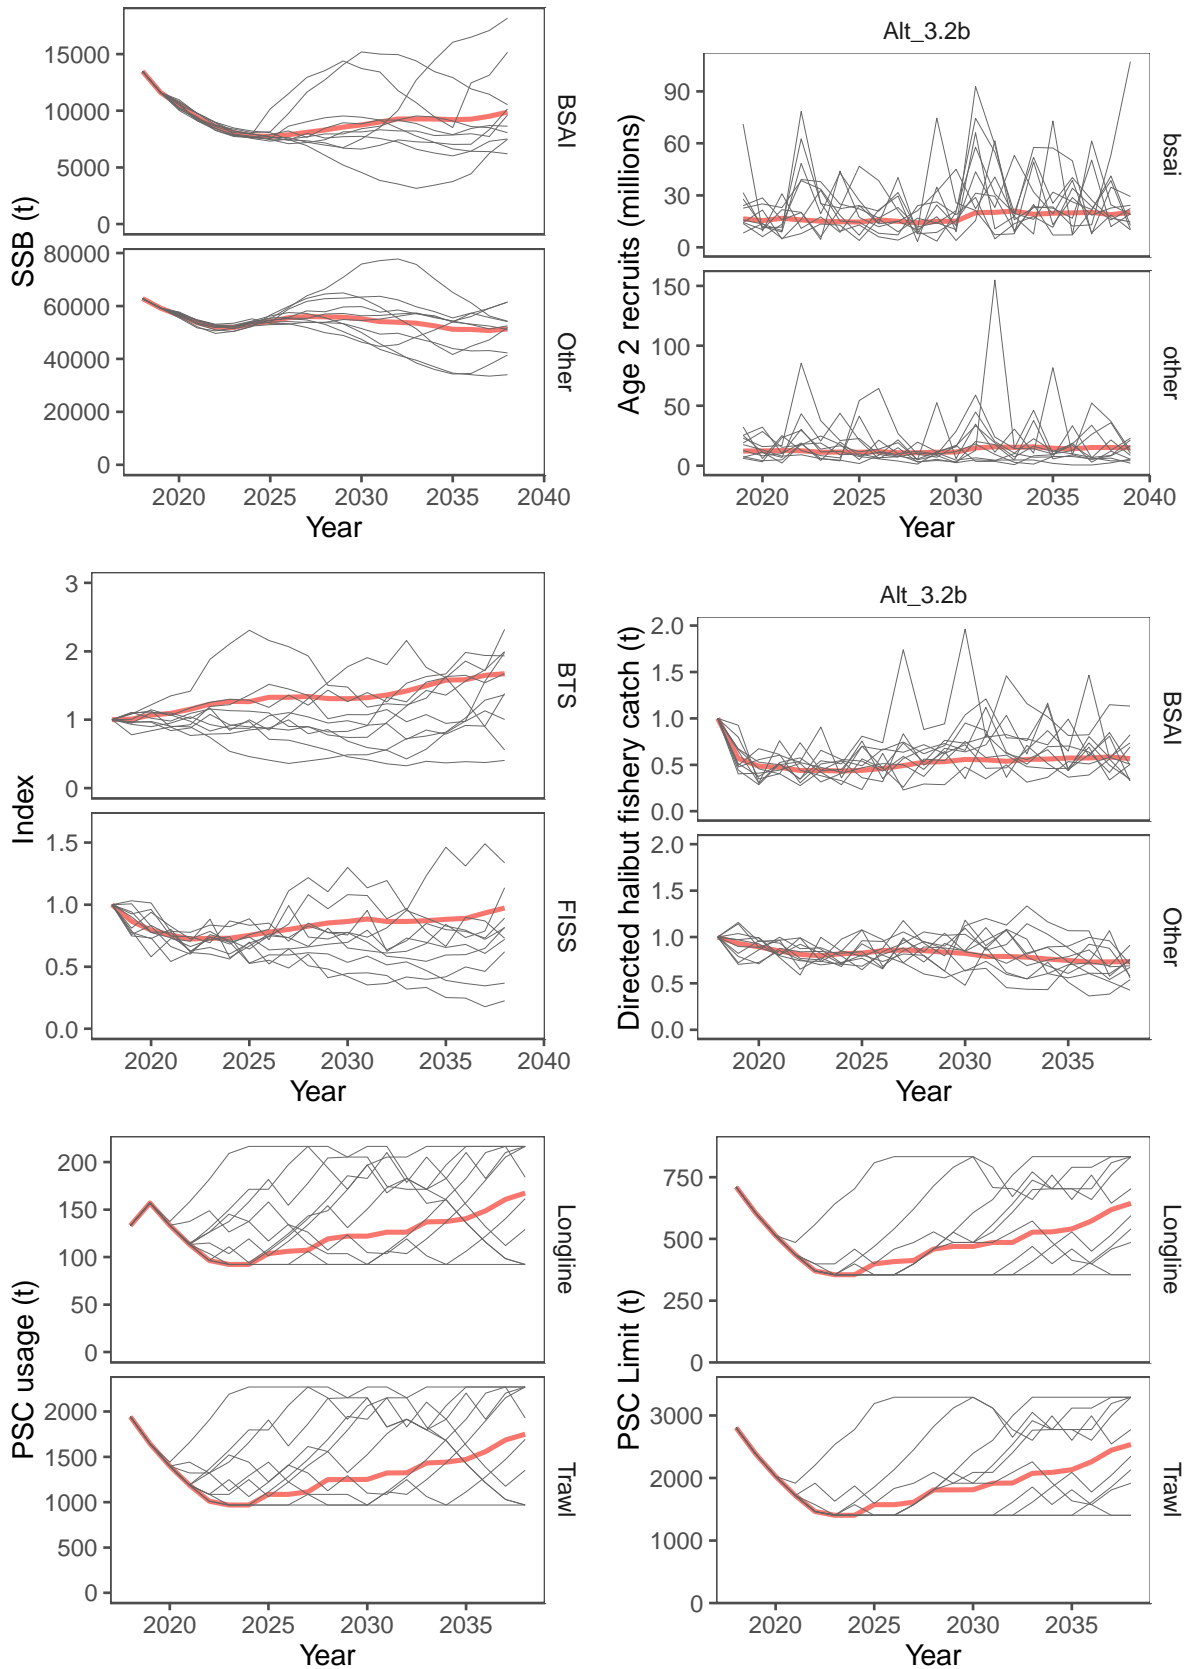 SSB (t)
15000
10000
5000
0
BSAI
80000
60000
40000
20000
0
Other
2020 2025 2030 2035 2040
Year
Alt_3.2b
Age 2 recruits (millions)
90
60
30
0
bsai
150
100
50
0
other
2020 2025 2030 2035 2040
Year
Index
3
2
1
0
BTS
1.5
1.0
0.5
0.0
FISS
2020 2025 2030 2035 2040
Year
Alt_3.2b
Directed halibut fishery catch (t)
2.0
1.5
1.0
0.5
0.0
BSAI
2.0
1.5
1.0
0.5
0.0
Other
2020 2025 2030 2035
Year
PSC usage (t)
200
150
100
50
0
Longline
2000
1500
1000
500
0
Trawl
2020 2025 2030 2035
Year
PSC Limit (t)
750
500
250
0
Longline
3000
2000
1000
0
Trawl
2020 2025 2030 2035
Year